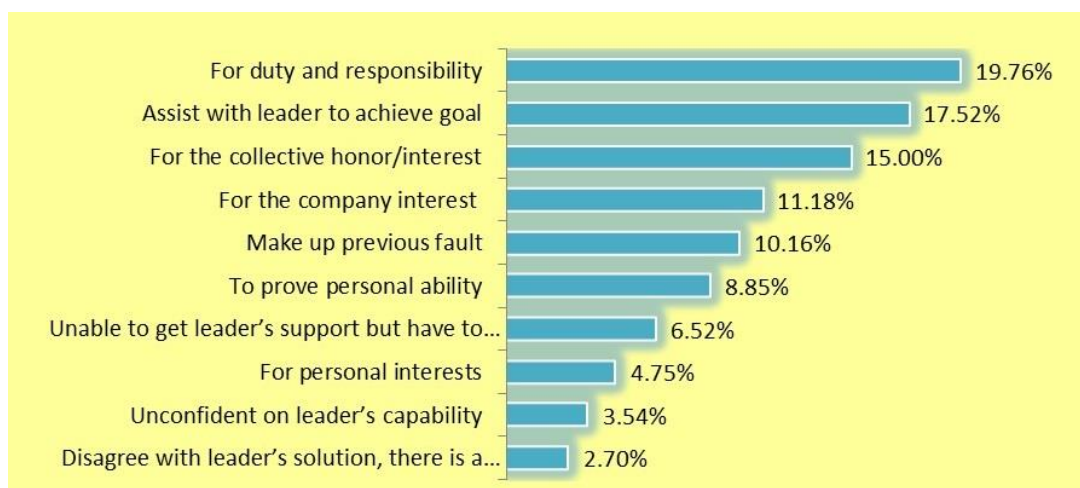 For duty and responsibility 19.76%
Assist with leader to achieve goal 17.52%
For the collective honor/interest 15.00%
For the company interest 11.18%
Make up previous fault 10.16%
To prove personal ability 8.85%
Unable to get leader’s support but have to... 6.52%
For personal interests 4.75%
Unconfident on leader’s capability 3.54%
Disagree with leader’s solution, there is a... 2.70%